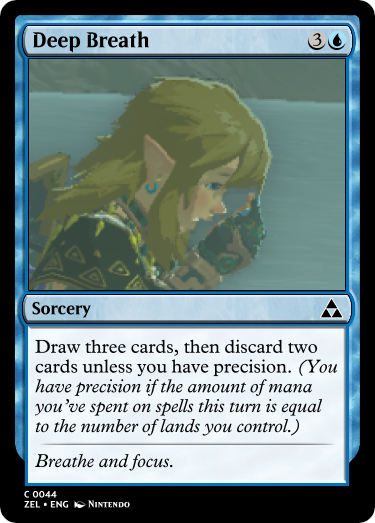 Deep Breath 3
Sorcery
Draw three cards, then discard two
cards unless you have precision. (You
have precision if the amount of mana
you've spent on spells this turn is equal
to the number of lands you control.)
Breathe and focus.
C 0044
ZEL • ENG Nintendo